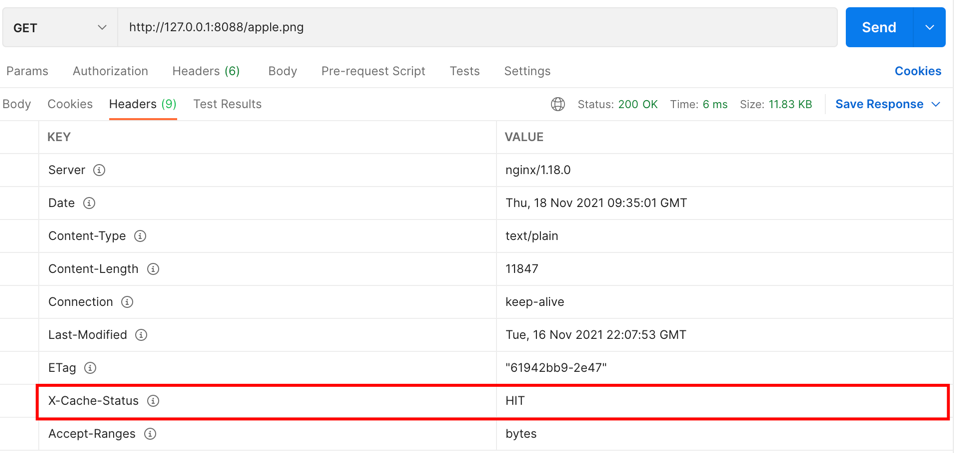 GET http://127.0.0.1:8088/apple.png Send
Params Authorization Headers (6) Body Pre-request Script Tests Settings Cookies
Body Cookies Headers (9) Test Results Status: 200 OK Time: 6 ms Size: 11.83 KB Save Response
KEY VALUE
Server nginx/1.18.0
Date Thu, 18 Nov 2021 09:35:01 GMT
Content-Type text/plain
Content-Length 11847
Connection keep-alive
Last-Modified Tue, 16 Nov 2021 22:07:53 GMT
ETag "61942bb9-2e47"
X-Cache-Status HIT
Accept-Ranges bytes